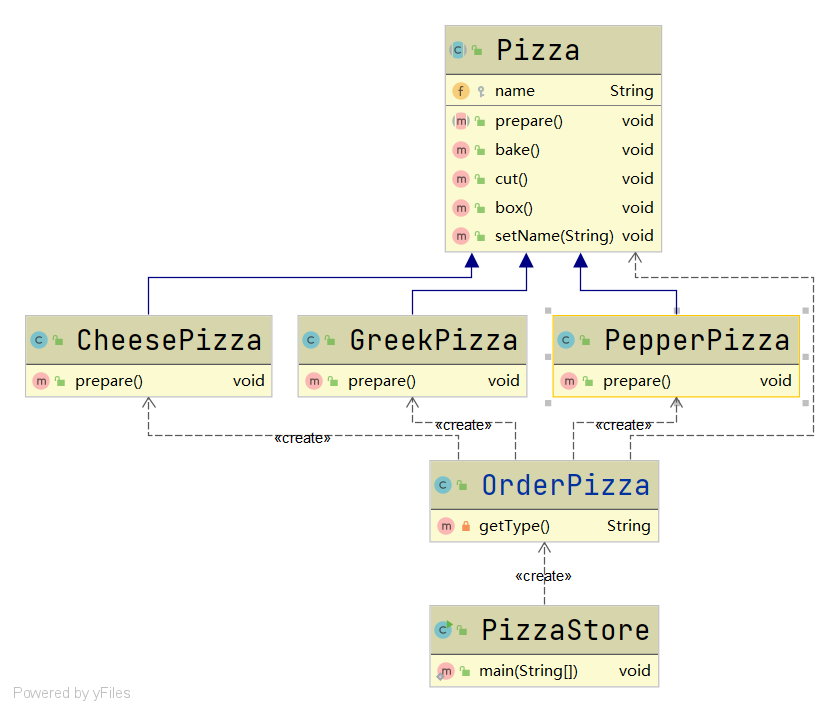 Pizza
name String
prepare() void
bake() void
cut() void
box() void
setName(String) void
CheesePizza
prepare() void
GreekPizza
prepare() void
PepperPizza
prepare() void
«create»
«create»
«create»
OrderPizza
getType() String
«create»
PizzaStore
main(String[]) void
Powered by yFiles